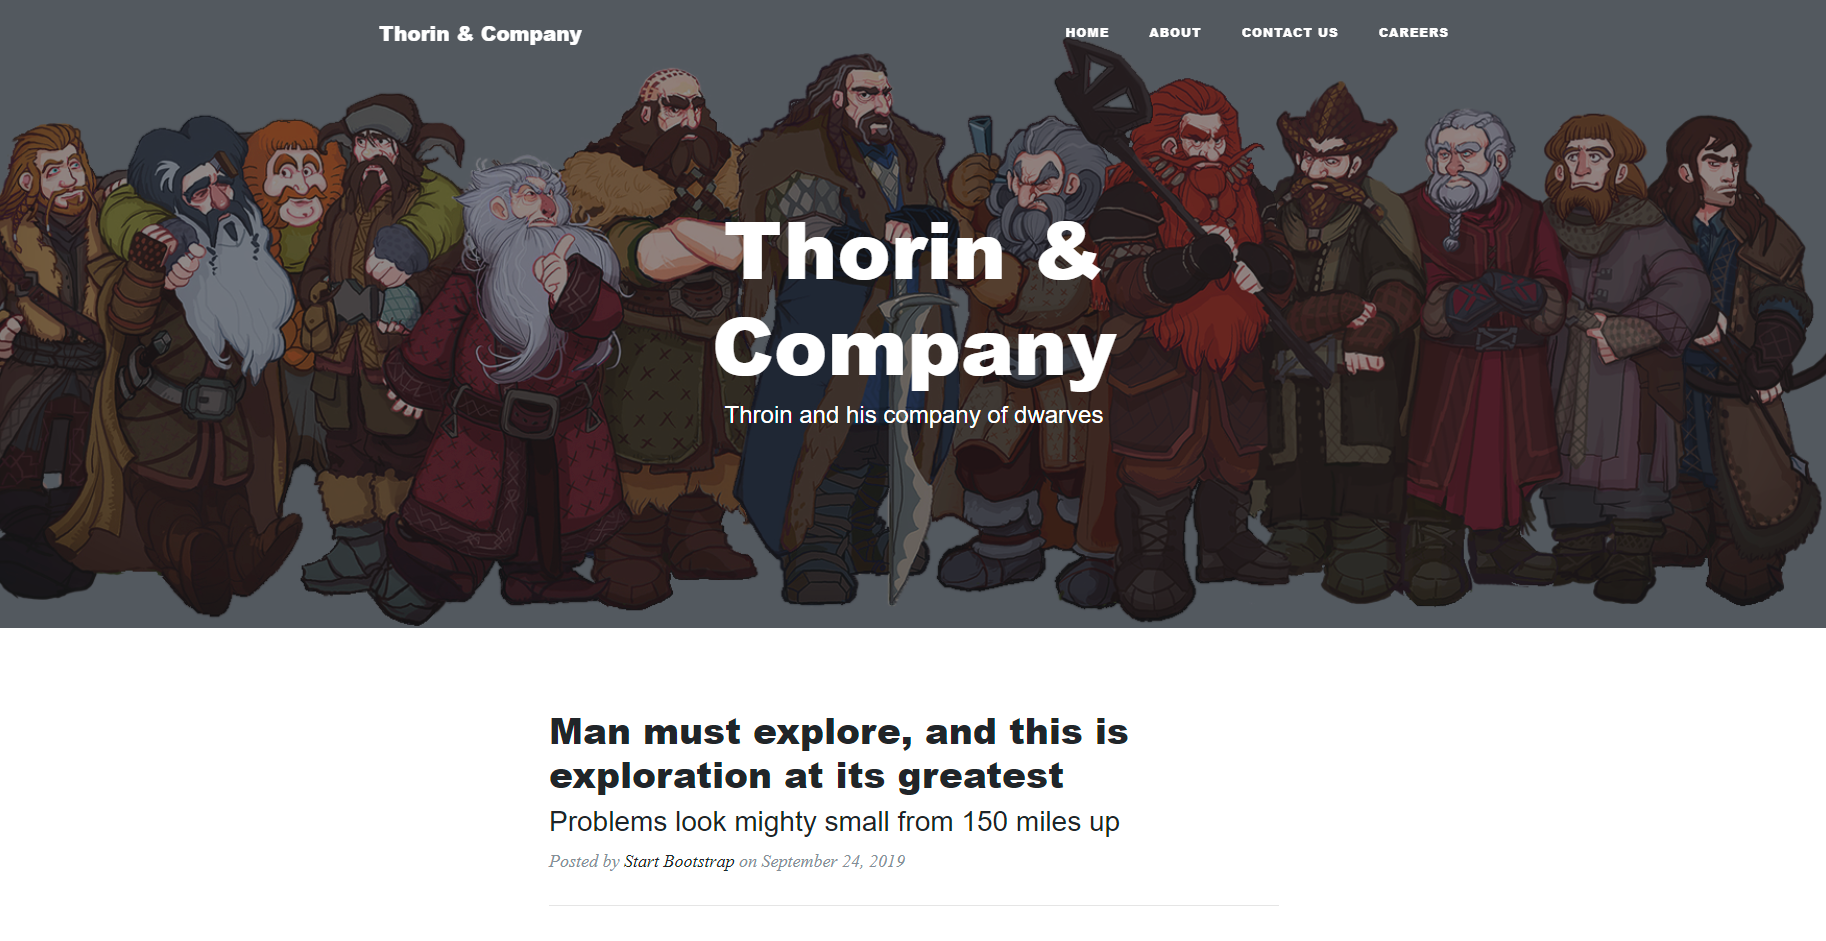 Thorin & Company
HOME ABOUT CONTACT US CAREERS
Thorin &
Company
Throin and his company of dwarves
Man must explore, and this is
exploration at its greatest
Problems look mighty small from 150 miles up
Posted by Start Bootstrap on September 24, 2019